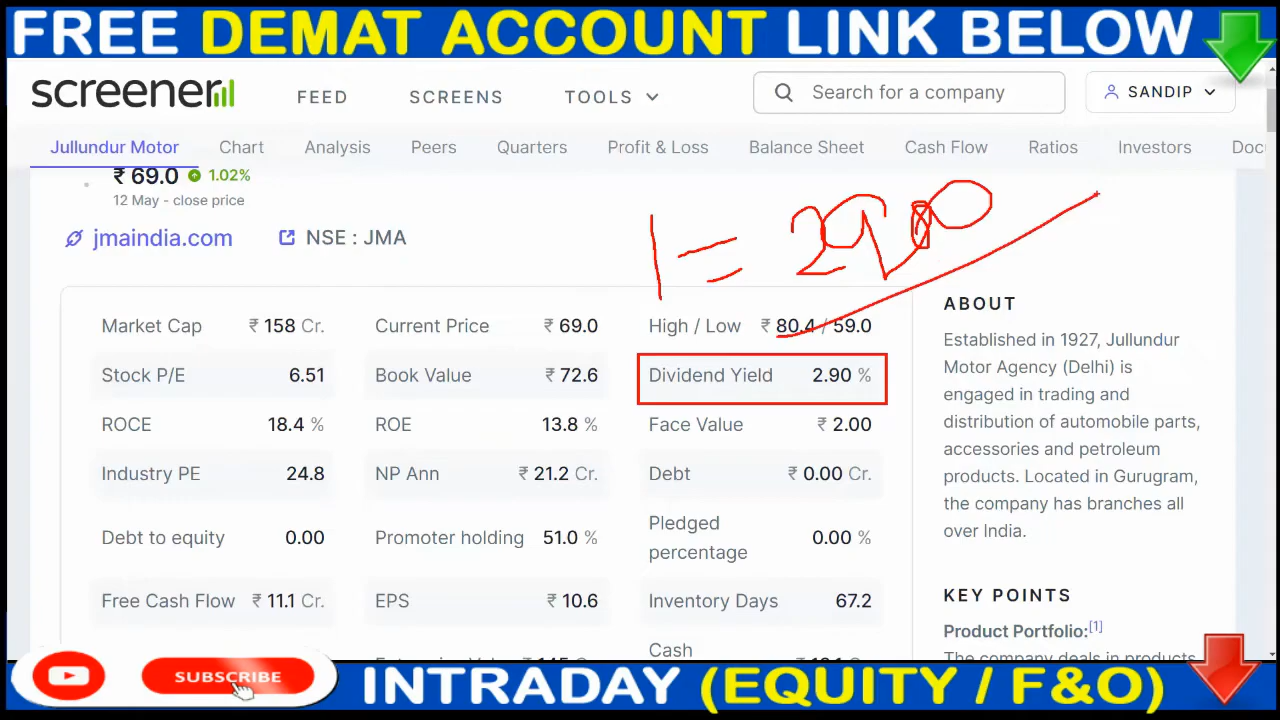 FREE DEMAT ACCOUNT LINK BELOW
screener FEED SCREENS TOOLS Search for a company SANDIP
Jullundur Motor Chart Analysis Peers Quarters Profit & Loss Balance Sheet Cash Flow Ratios Investors
₹ 69.0 1.02%
12 May - close price
jmaindia.com NSE : JMA
1 = 2900
Market Cap ₹ 158 Cr. Current Price ₹ 69.0 High / Low ₹ 80.4 / 59.0
Stock P/E 6.51 Book Value ₹ 72.6 Dividend Yield 2.90 %
ROCE 18.4 % ROE 13.8 % Face Value ₹ 2.00
Industry PE 24.8 NP Ann ₹ 21.2 Cr. Debt ₹ 0.00 Cr.
Debt to equity 0.00 Promoter holding 51.0 % Pledged percentage 0.00 %
Free Cash Flow ₹ 11.1 Cr. EPS ₹ 10.6 Inventory Days 67.2
Cash
ABOUT
Established in 1927, Jullundur
Motor Agency (Delhi) is
engaged in trading and
distribution of automobile parts,
accessories and petroleum
products. Located in Gurugram,
the company has branches all
over India.
KEY POINTS
Product Portfolio:[1]
The company deals in products
SUBSCRIBE
INTRADAY (EQUITY / F&O)